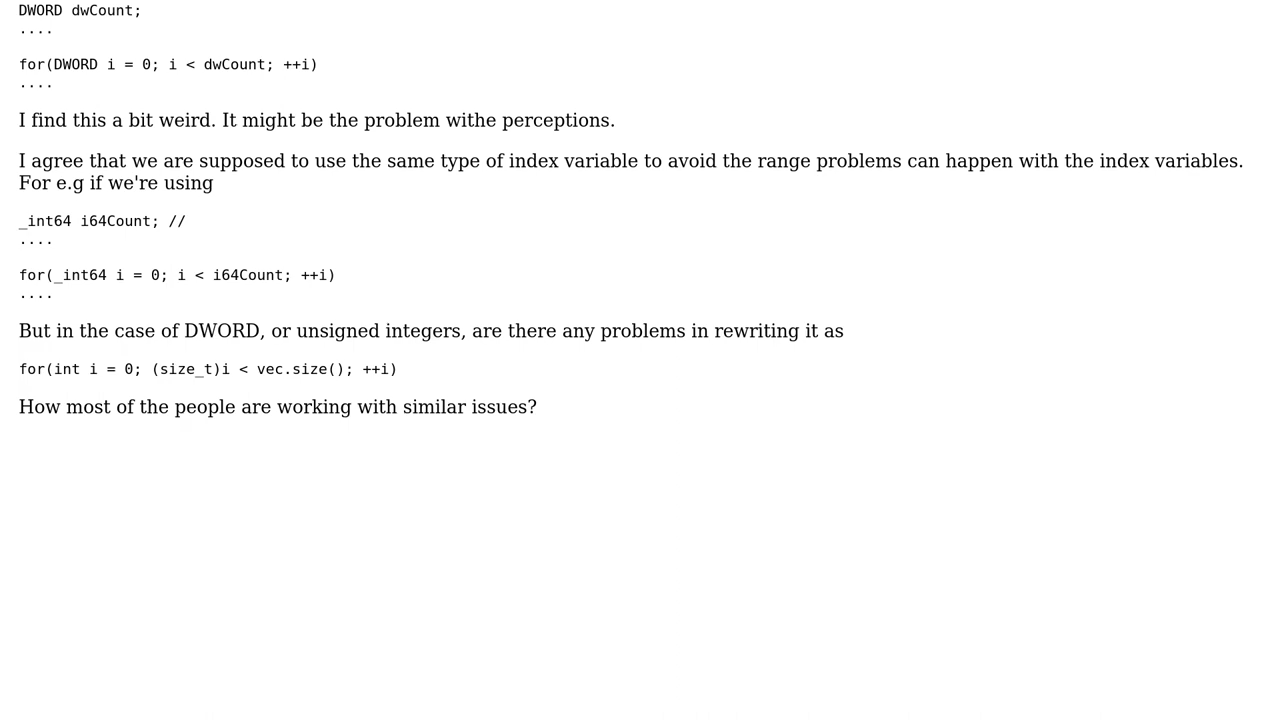 DWORD dwCount;
....
for(DWORD i = 0; i < dwCount; ++i)
....
I find this a bit weird. It might be the problem withe perceptions.
I agree that we are supposed to use the same type of index variable to avoid the range problems can happen with the index variables.
For e.g if we're using
_int64 i64Count; //
....
for(_int64 i = 0; i < i64Count; ++i)
....
But in the case of DWORD, or unsigned integers, are there any problems in rewriting it as
for(int i = 0; (size_t)i < vec.size(); ++i)
How most of the people are working with similar issues?